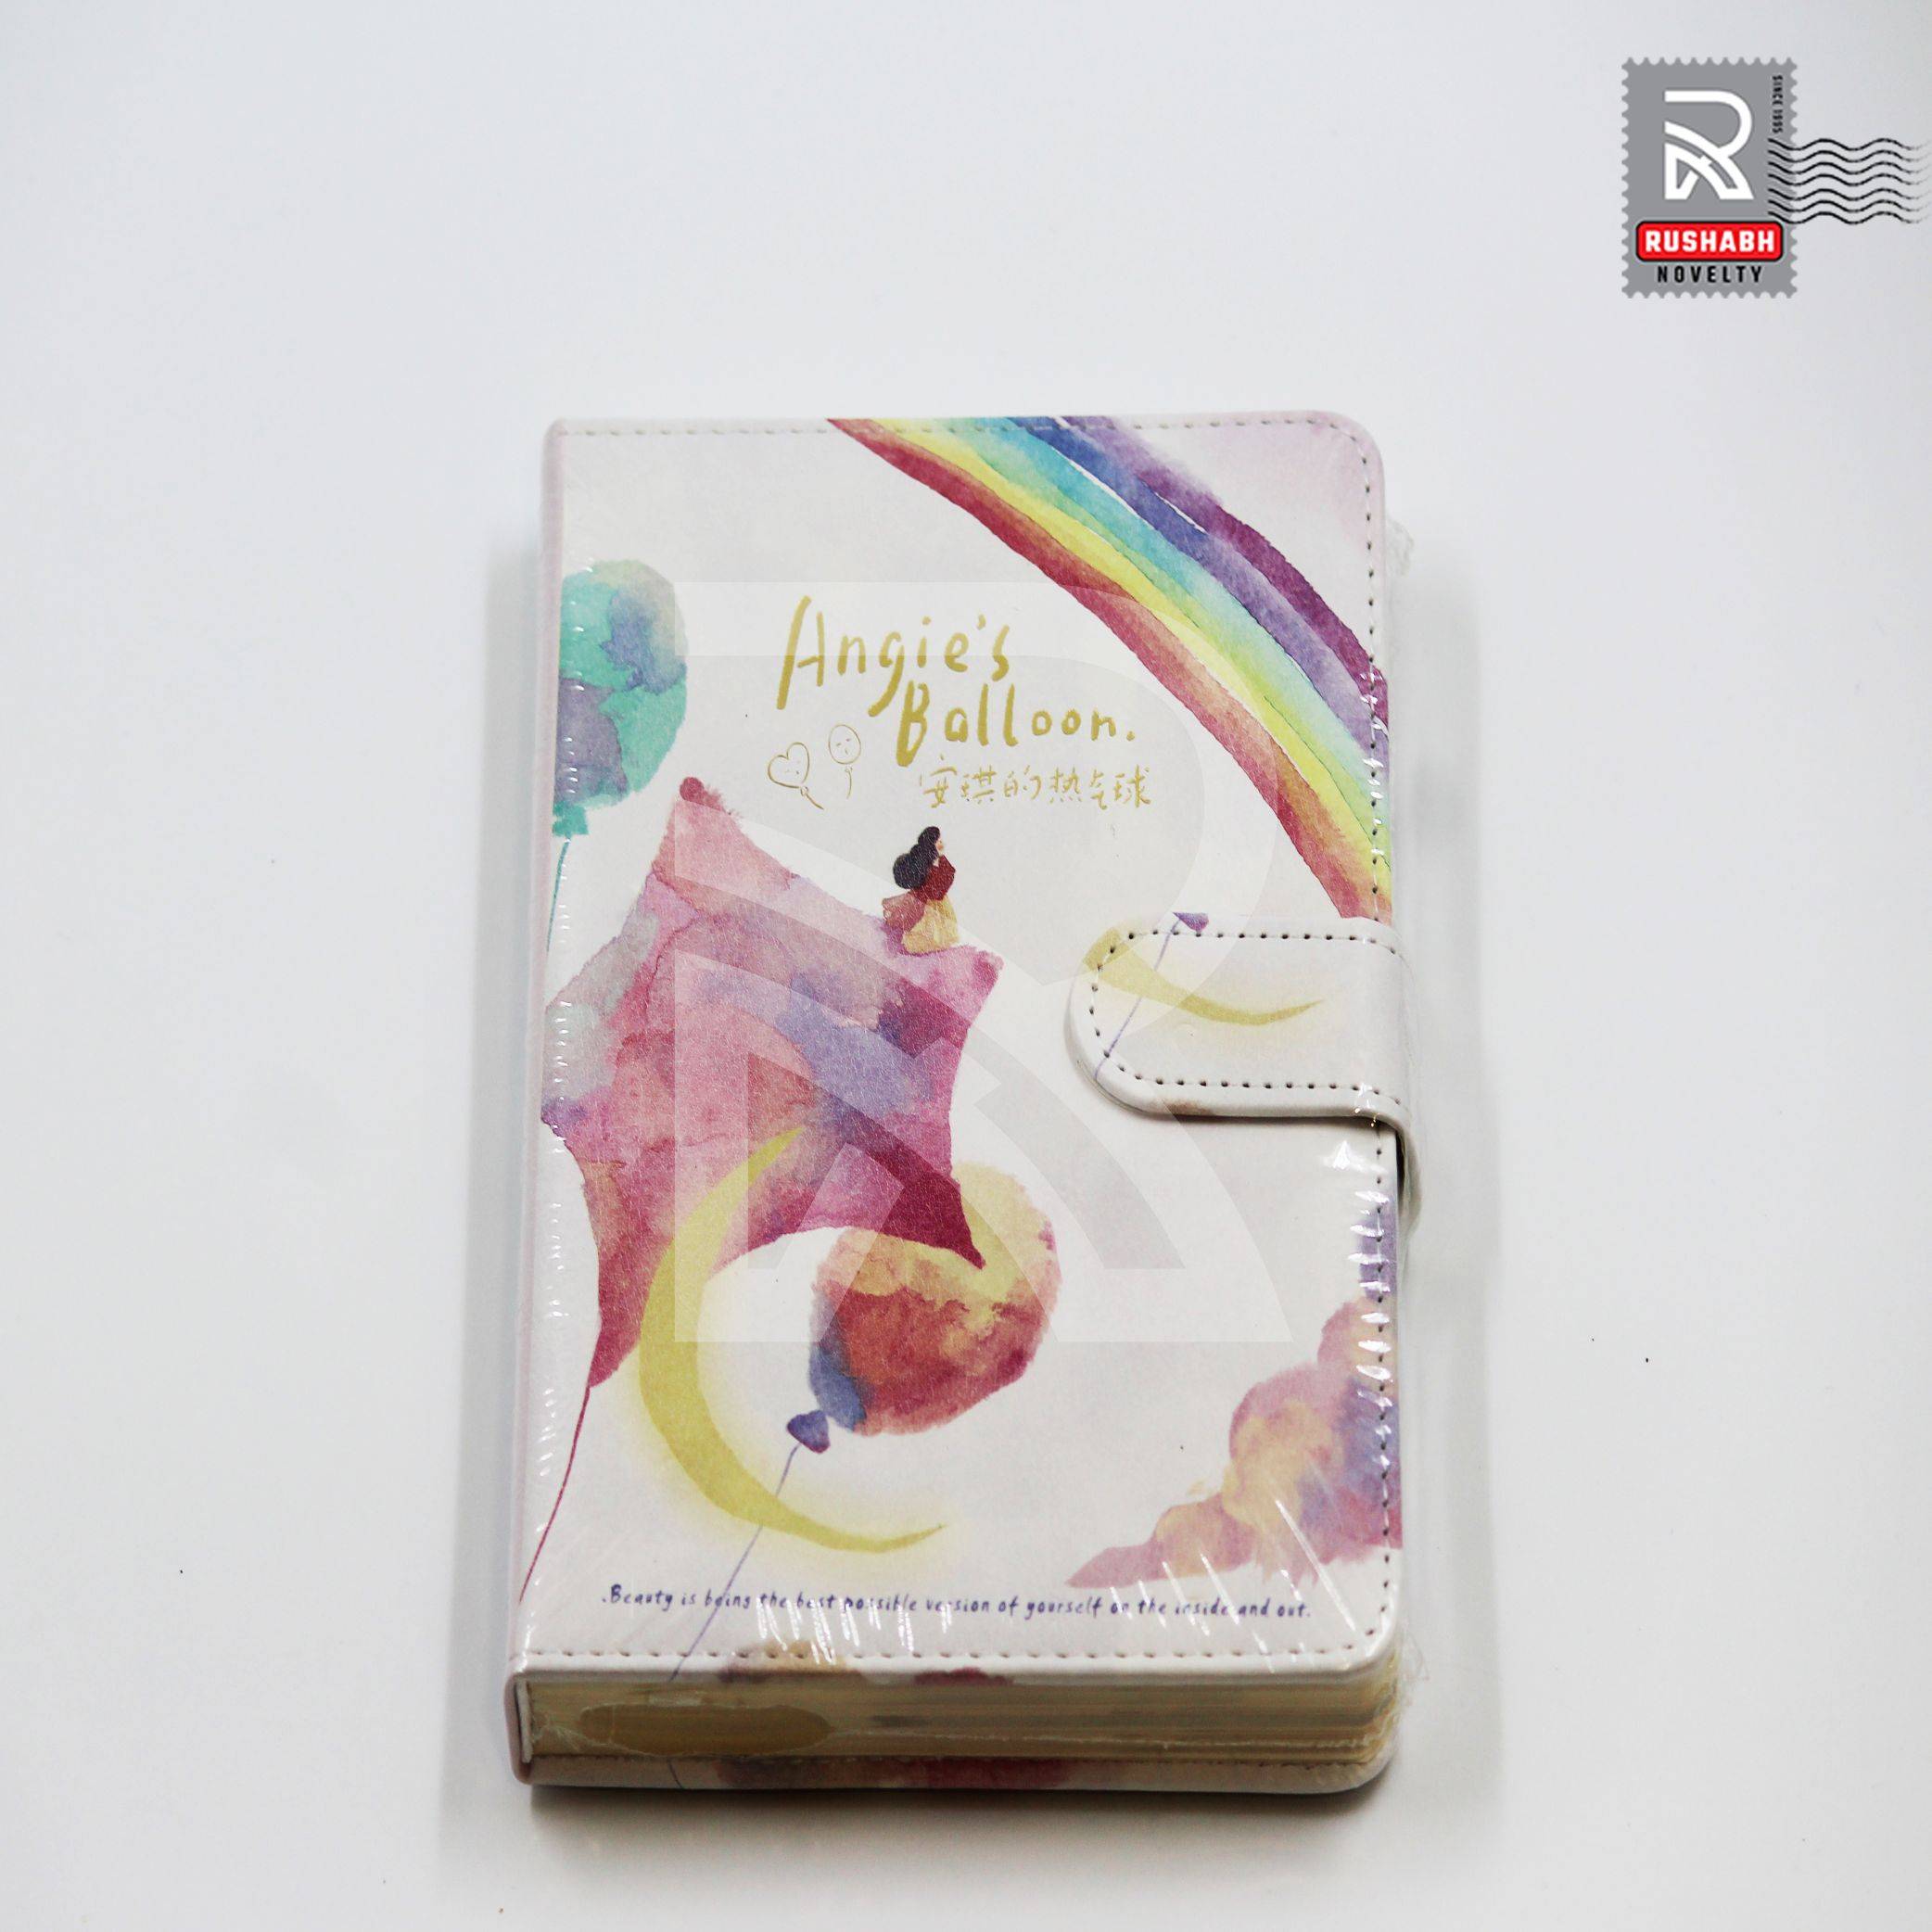 SINCE 1995
RUSHABH
NOVELTY
Angie's
Balloon.
安琪的热气球
.Beauty is being the best possible version of yourself on the inside and out.